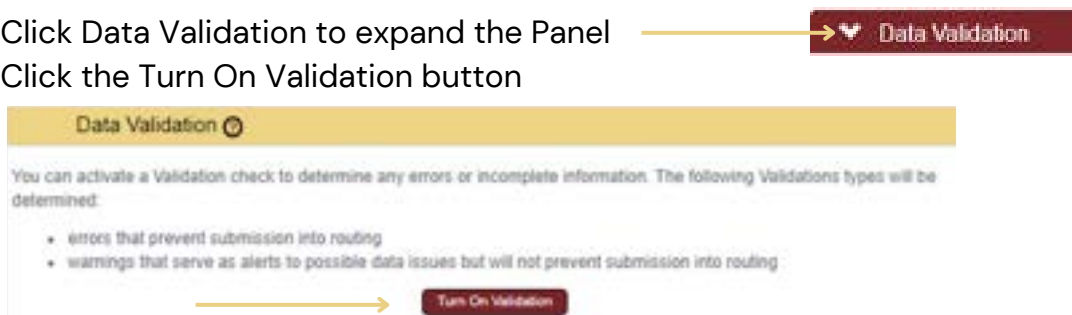 Click Data Validation to expand the Panel
Data Validation
Click the Turn On Validation button
Data Validation
You can activate a Validation check to determine any errors or incomplete information. The following Validations types will be
determined:
• errors that prevent submission into routing
• warnings that serve as alerts to possible data issues but will not prevent submission into routing
Turn On Validation